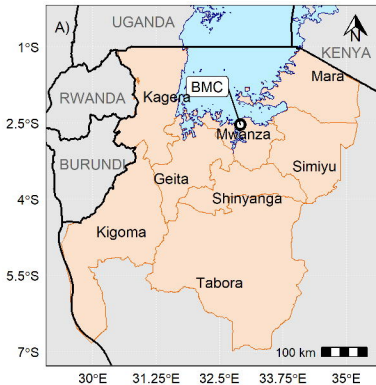 A)
UGANDA
N
1°S
KENYA
Mara
BMC
Kagera
RWANDA
2.5°S
Mwanza
BURUNDI
Simiyu
Geita
4°S
Shinyanga
Kigoma
5.5°S
Tabora
7°S
100 km
30°E 31.25°E 32.5°E 33.75°E 35°E